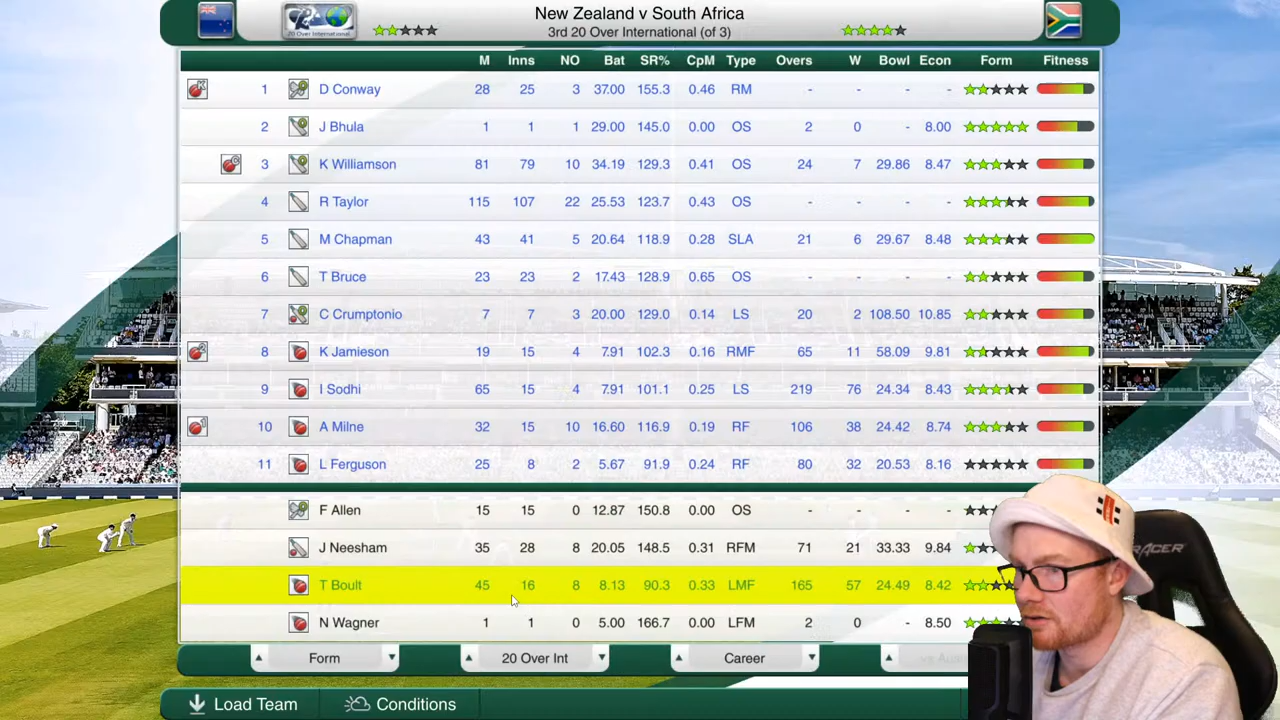 New Zealand v South Africa
20 Over International
3rd 20 Over International (of 3)
M Inns NO Bat SR% CpM Type Overs W Bowl Econ Form Fitness
1 D Conway 28 25 3 37.00 155.3 0.46 RM - - - -
2 J Bhula 1 1 1 29.00 145.0 0.00 OS 2 0 - 8.00
3 K Williamson 81 79 10 34.19 129.3 0.41 OS 24 7 29.86 8.47
4 R Taylor 115 107 22 25.53 123.7 0.43 OS - - - -
5 M Chapman 43 41 5 20.64 118.9 0.28 SLA 21 6 29.67 8.48
6 T Bruce 23 23 2 17.43 128.9 0.65 OS - - - -
7 C Crumptonio 7 7 3 20.00 129.0 0.14 LS 20 2 108.50 10.85
8 K Jamieson 19 15 4 7.91 102.3 0.16 RMF 65 11 58.09 9.81
9 I Sodhi 65 15 4 7.91 101.1 0.25 LS 219 76 24.34 8.43
10 A Milne 32 15 10 16.60 116.9 0.19 RF 106 38 24.42 8.74
11 L Ferguson 25 8 2 5.67 91.9 0.24 RF 80 32 20.53 8.16
F Allen 15 15 0 12.87 150.8 0.00 OS - - - -
J Neesham 35 28 8 20.05 148.5 0.31 RFM 71 21 33.33 9.84
T Boult 45 16 8 8.13 90.3 0.33 LMF 165 57 24.49 8.42
N Wagner 1 1 0 5.00 166.7 0.00 LFM 2 0 - 8.50
Form 20 Over Int Career vs
Load Team Conditions